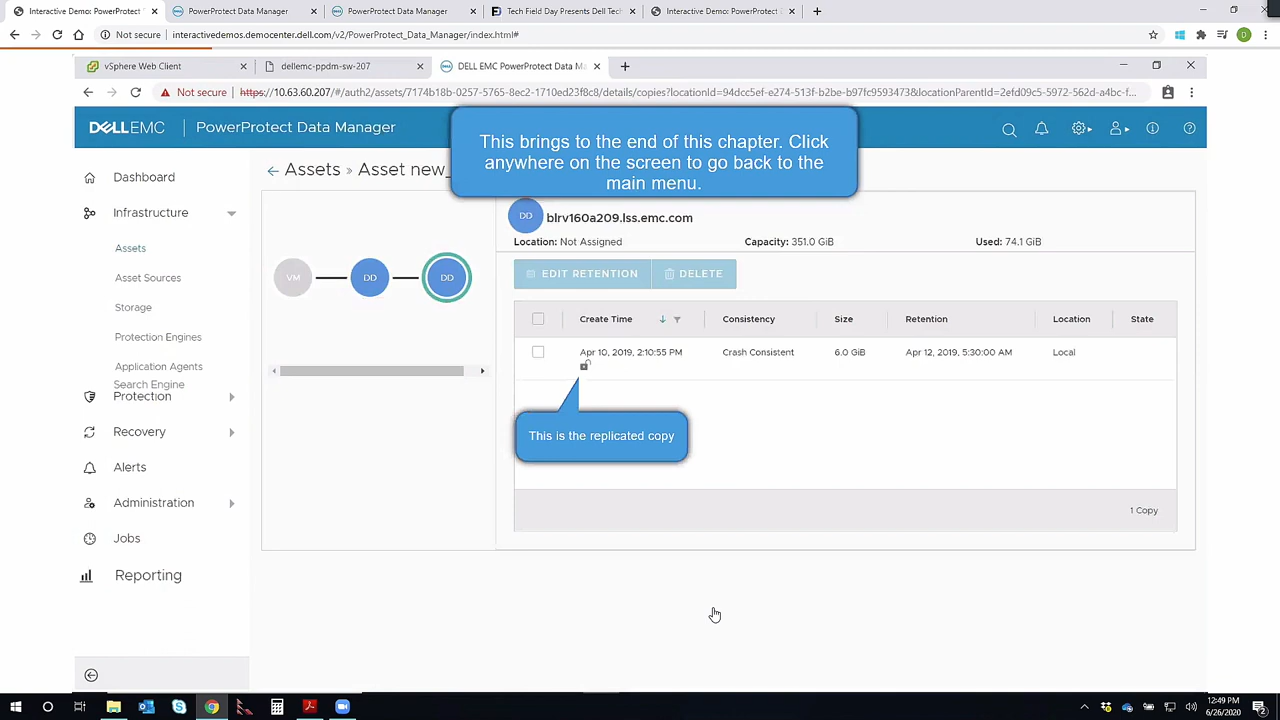 Interactive Demo: PowerProtect D
PowerProtect Data Manager
PowerProtect Data Manager
Tech Field Day Presents Dell Tech
Interactive Demo: PowerProtect D
Not secure
interactivedemos.democenter.dell.com/v2/PowerProtect_Data_Manager/index.html#
D
vSphere Web Client
dellemc-ppdm-sw-207
DELL EMC PowerProtect Data Ma
Not secure
https://10.63.60.207/#/auth2/assets/7174b18b-0257-5765-8ec2-1710ed23f8c8/details/copies?locationId=94dcc5ef-e274-513f-b2be-b97fc9593473&locationParentId=2efd09c5-5972-562d-a4bc-f...
DELLEMC
PowerProtect Data Manager
This brings to the end of this chapter. Click
anywhere on the screen to go back to the
main menu.
Dashboard
Infrastructure
Assets
Asset Sources
Storage
Protection Engines
Application Agents
Search Engine
Protection
Recovery
Alerts
Administration
Jobs
Reporting
Assets » Asset new_
VM
DD
DD
DD
blrv160a209.lss.emc.com
Location: Not Assigned
Capacity: 351.0 GiB
Used: 74.1 GiB
EDIT RETENTION
DELETE
Create Time
Consistency
Size
Retention
Location
State
Apr 10, 2019, 2:10:55 PM
Crash Consistent
6.0 GiB
Apr 12, 2019, 5:30:00 AM
Local
This is the replicated copy
1 Copy
12:49 PM
6/26/2020